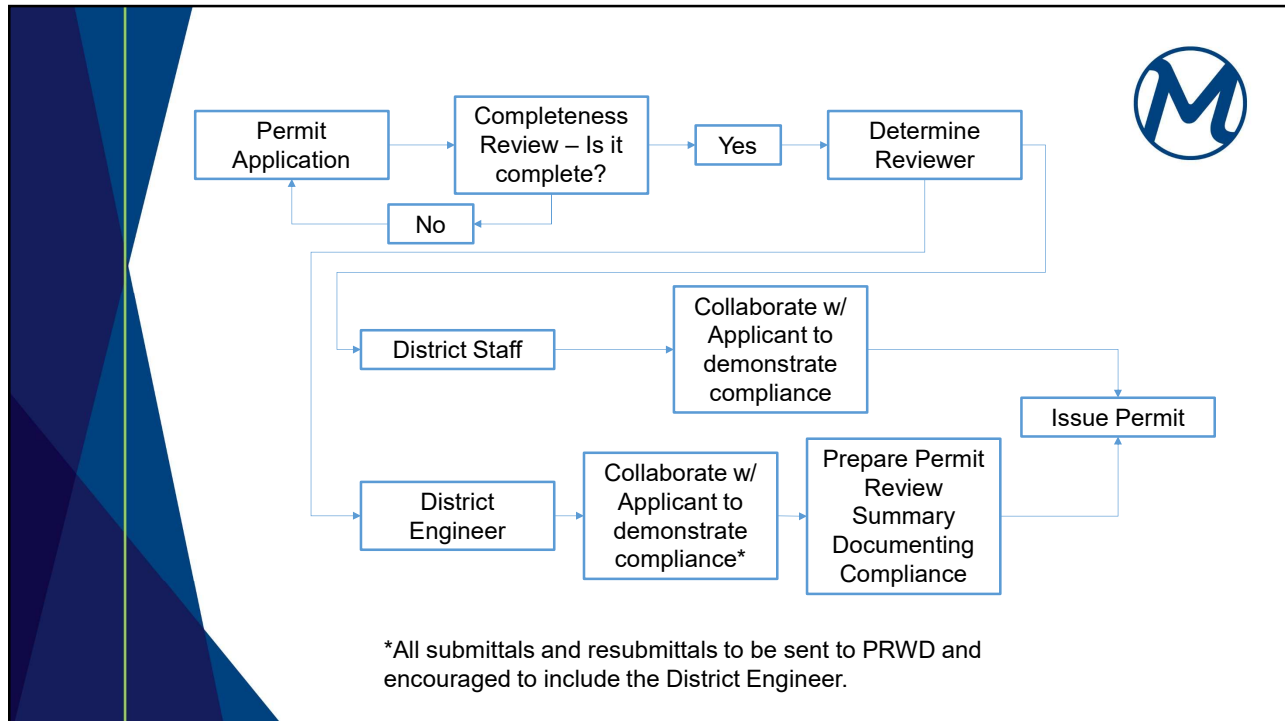 Permit
Application
Completeness
Review – Is it
complete?
Yes
Determine
Reviewer
No
District Staff
Collaborate w/
Applicant to
demonstrate
compliance
Issue Permit
District
Engineer
Collaborate w/
Applicant to
demonstrate
compliance*
Prepare Permit
Review
Summary
Documenting
Compliance
*All submittals and resubmittals to be sent to PRWD and
encouraged to include the District Engineer.
M